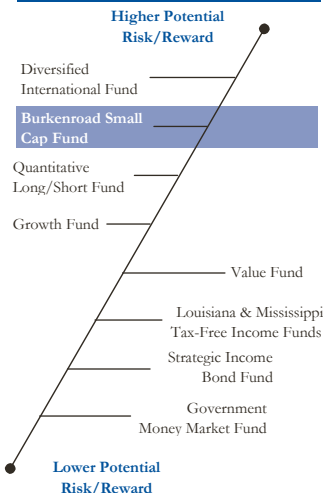 Higher Potential
Risk/Reward
Diversified
International Fund
Burkenroad Small
Cap Fund
Quantitative
Long/Short Fund
Growth Fund
Value Fund
Louisiana & Mississippi
Tax-Free Income Funds
Strategic Income
Bond Fund
Government
Money Market Fund
Lower Potential
Risk/Reward